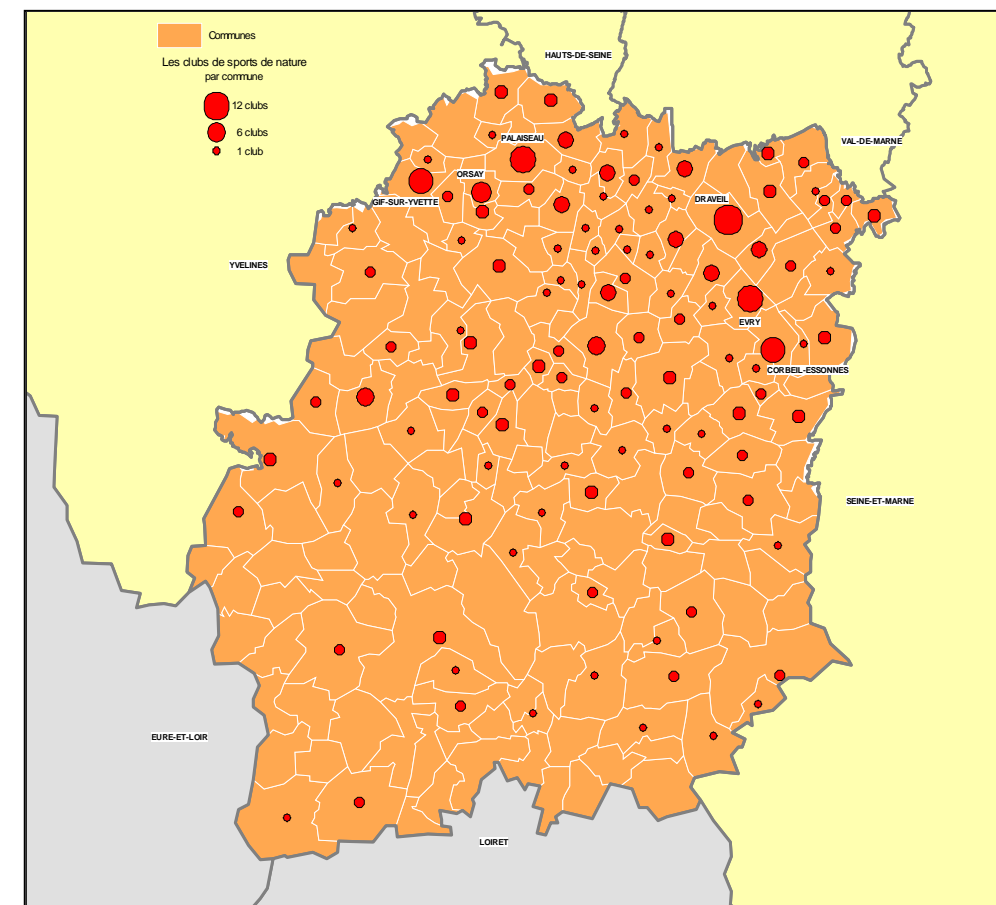 Communes
Les clubs de sports de nature
par commune
12 clubs
6 clubs
1 club
HAUTS-DE-SEINE
PALAISEAU
VAL-DE-MARNE
ORSAY
GIF-SUR-YVETTE
DRAVEIL
YVELINES
EVRY
CORBEIL-ESSONNES
SEINE-ET-MARNE
EURE-ET-LOIR
LOIRET